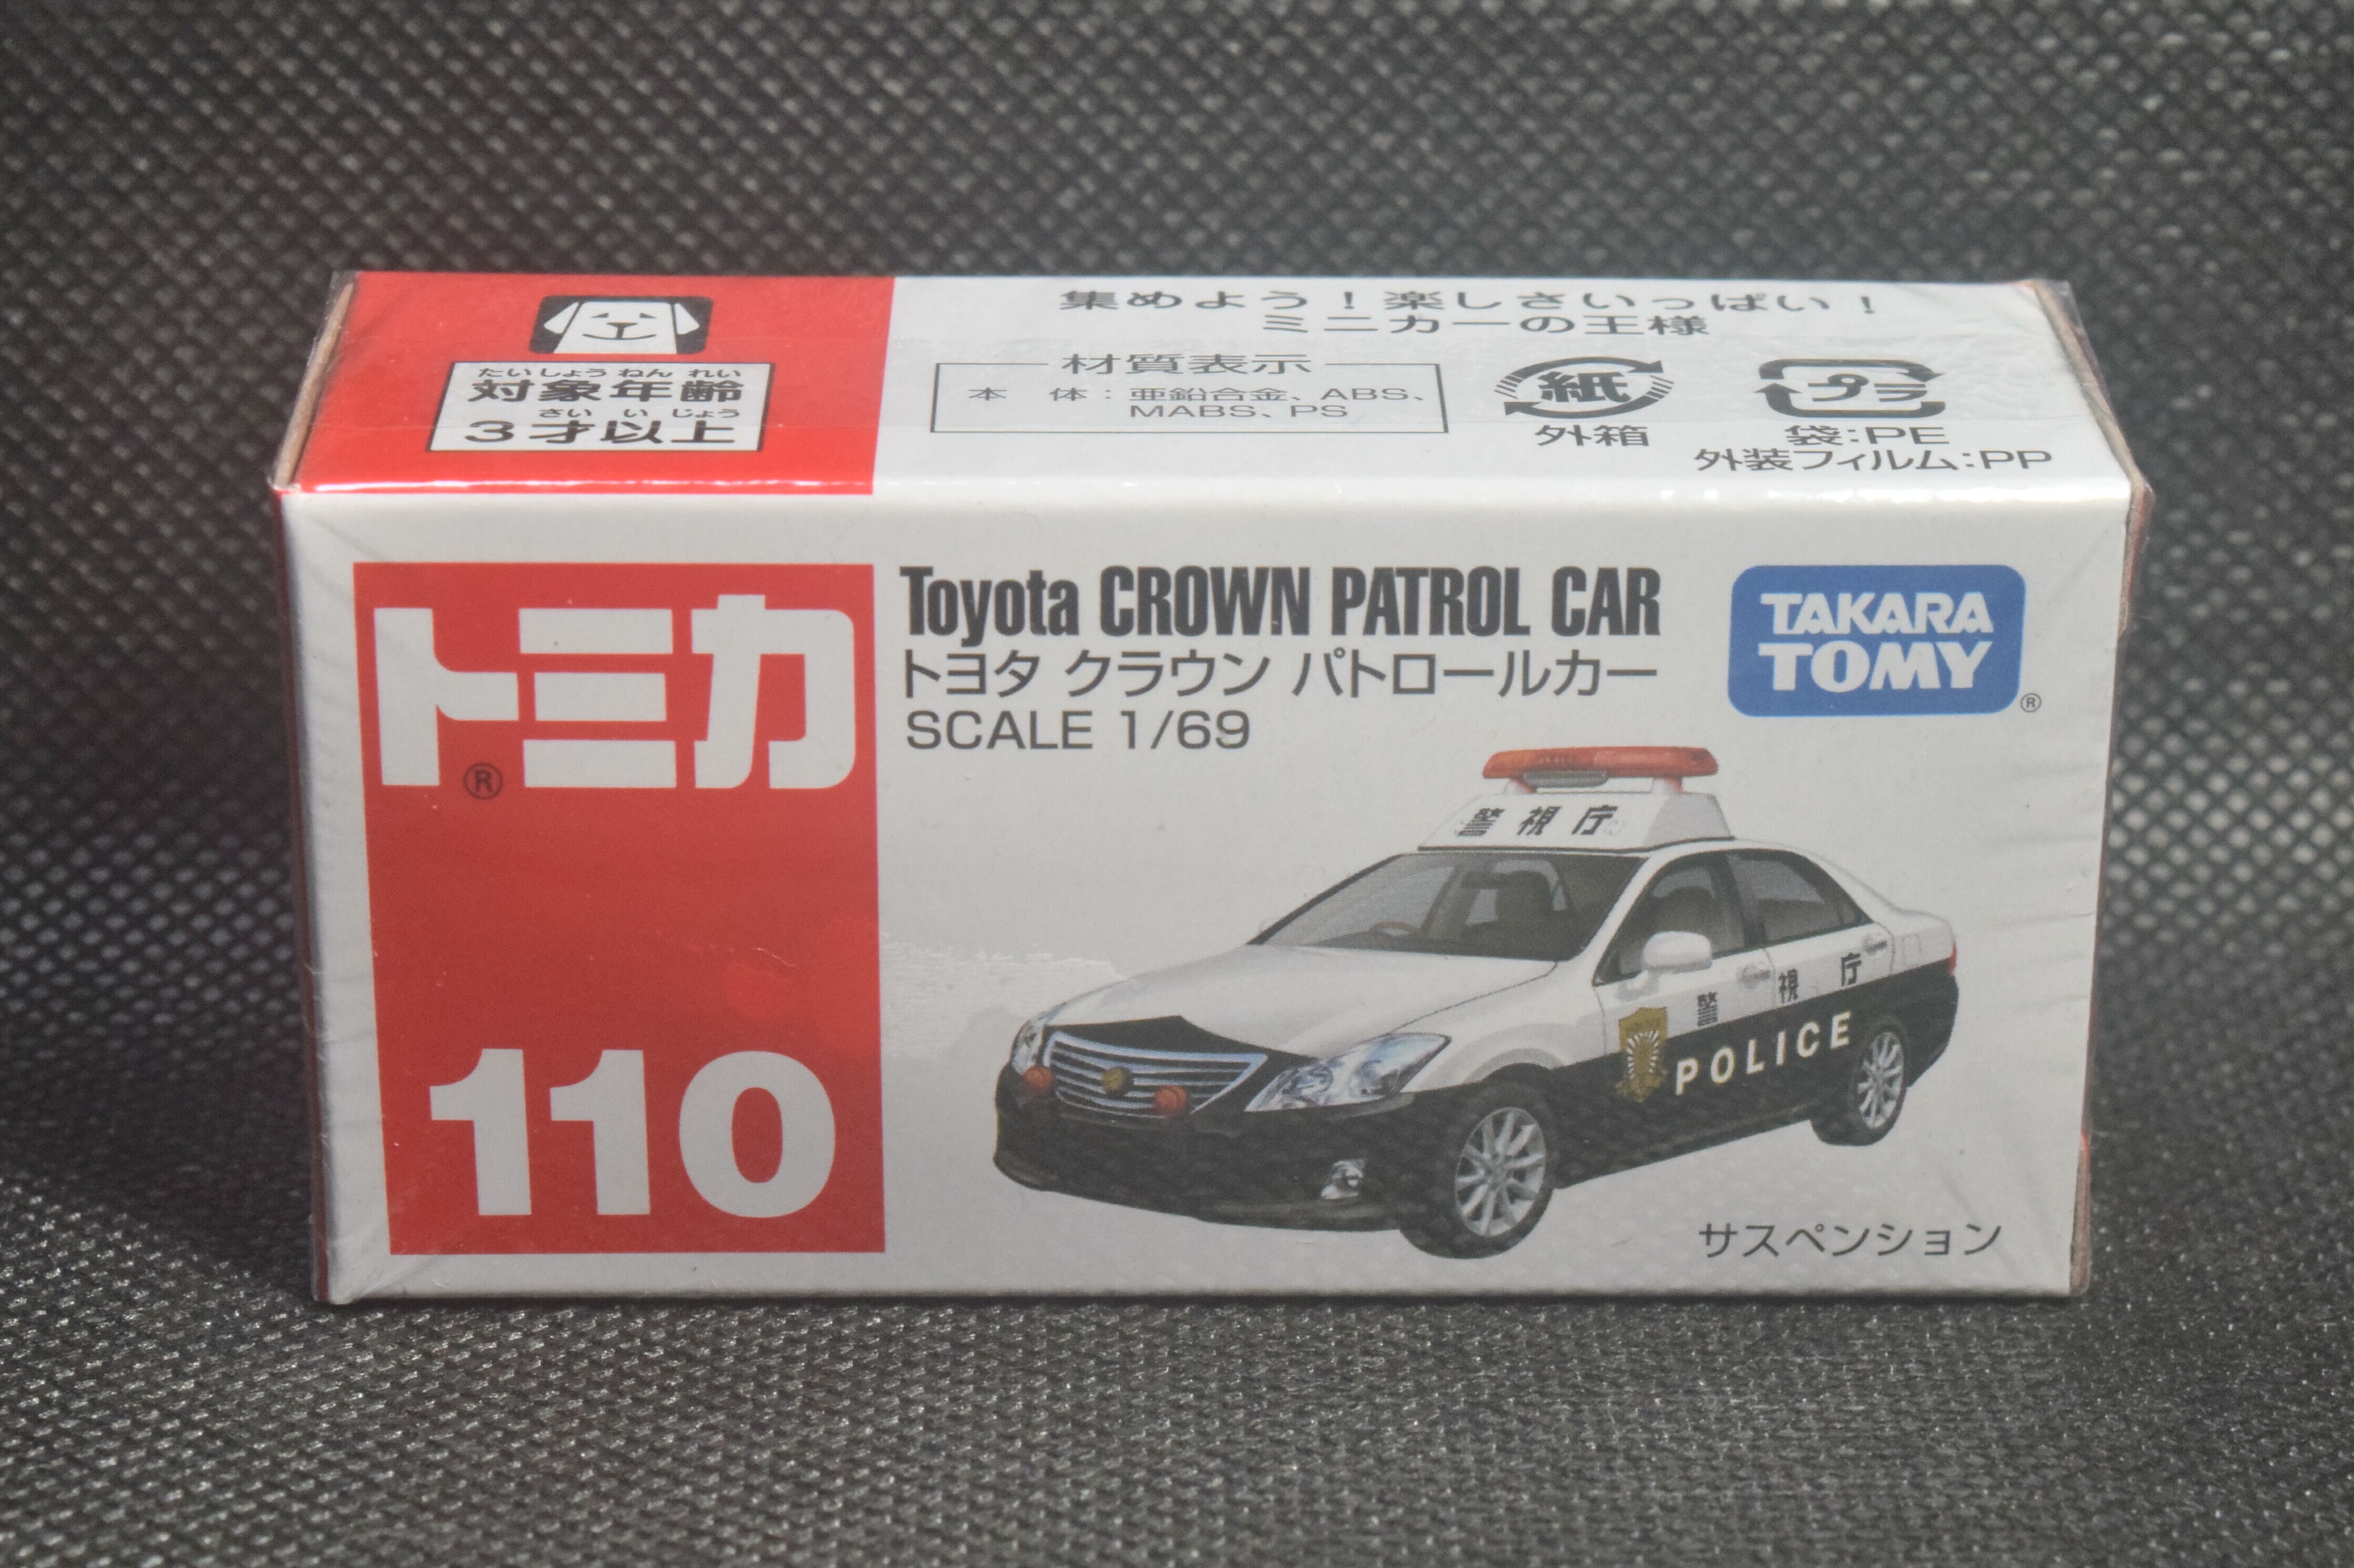 集めよう！楽しさいっぱい！
ミニカーの王様
たいしょうねんれい
対象年齢
さいいじょう
3才以上
材質表示
本 体：亜鉛合金、ABS、
MABS、PS
紙
外箱
プラ
袋：PE
外装フィルム：PP
トミカ
®
110
Toyota CROWN PATROL CAR
トヨタ クラウン パトロールカー
SCALE 1/69
TAKARA
TOMY
®
警視庁
警視庁
POLICE
サスペンション